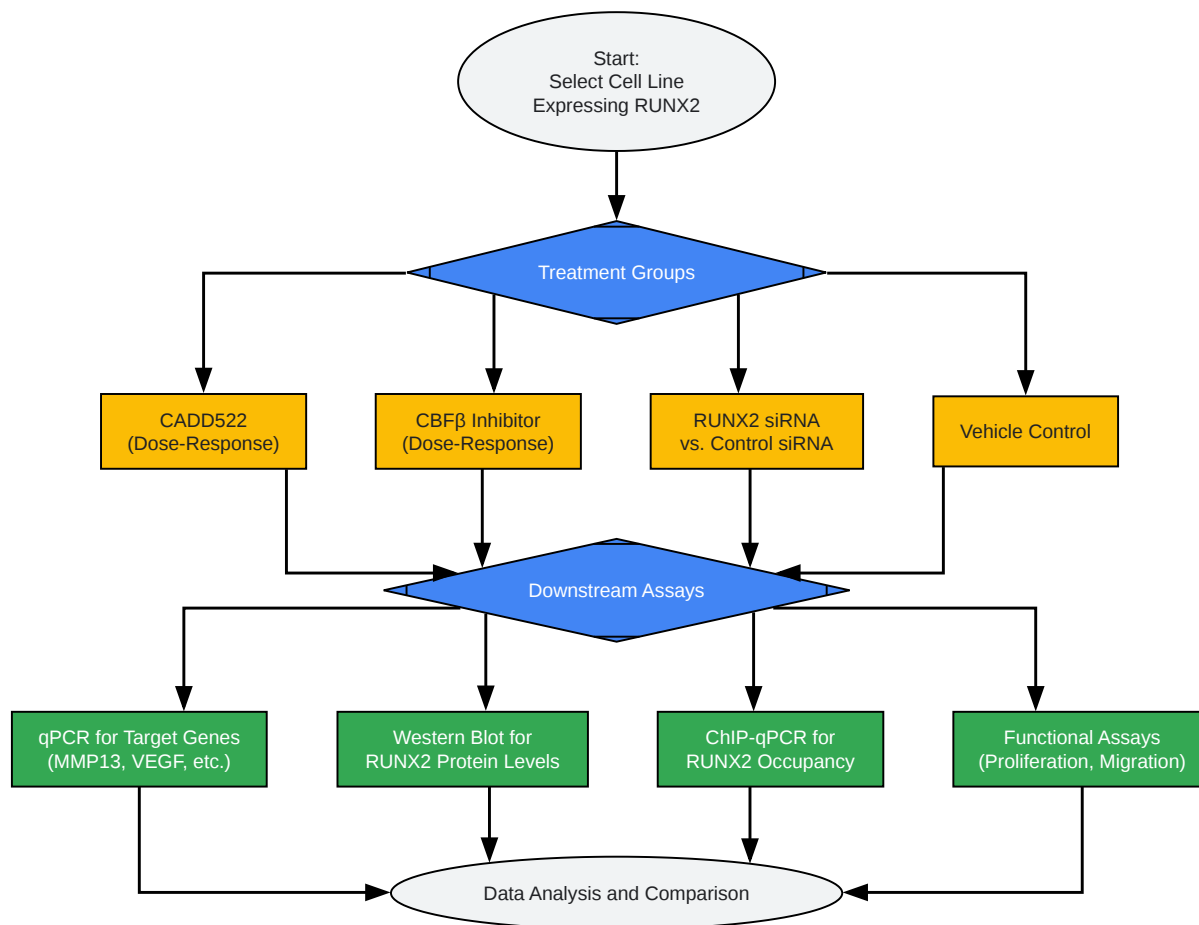 Start:
Select Cell Line
Expressing RUNX2
Treatment Groups
CADD522
(Dose-Response)
CBFβ Inhibitor
(Dose-Response)
RUNX2 siRNA
vs. Control siRNA
Vehicle Control
Downstream Assays
qPCR for Target Genes
(MMP13, VEGF, etc.)
Western Blot for
RUNX2 Protein Levels
ChIP-qPCR for
RUNX2 Occupancy
Functional Assays
(Proliferation, Migration)
Data Analysis and Comparison